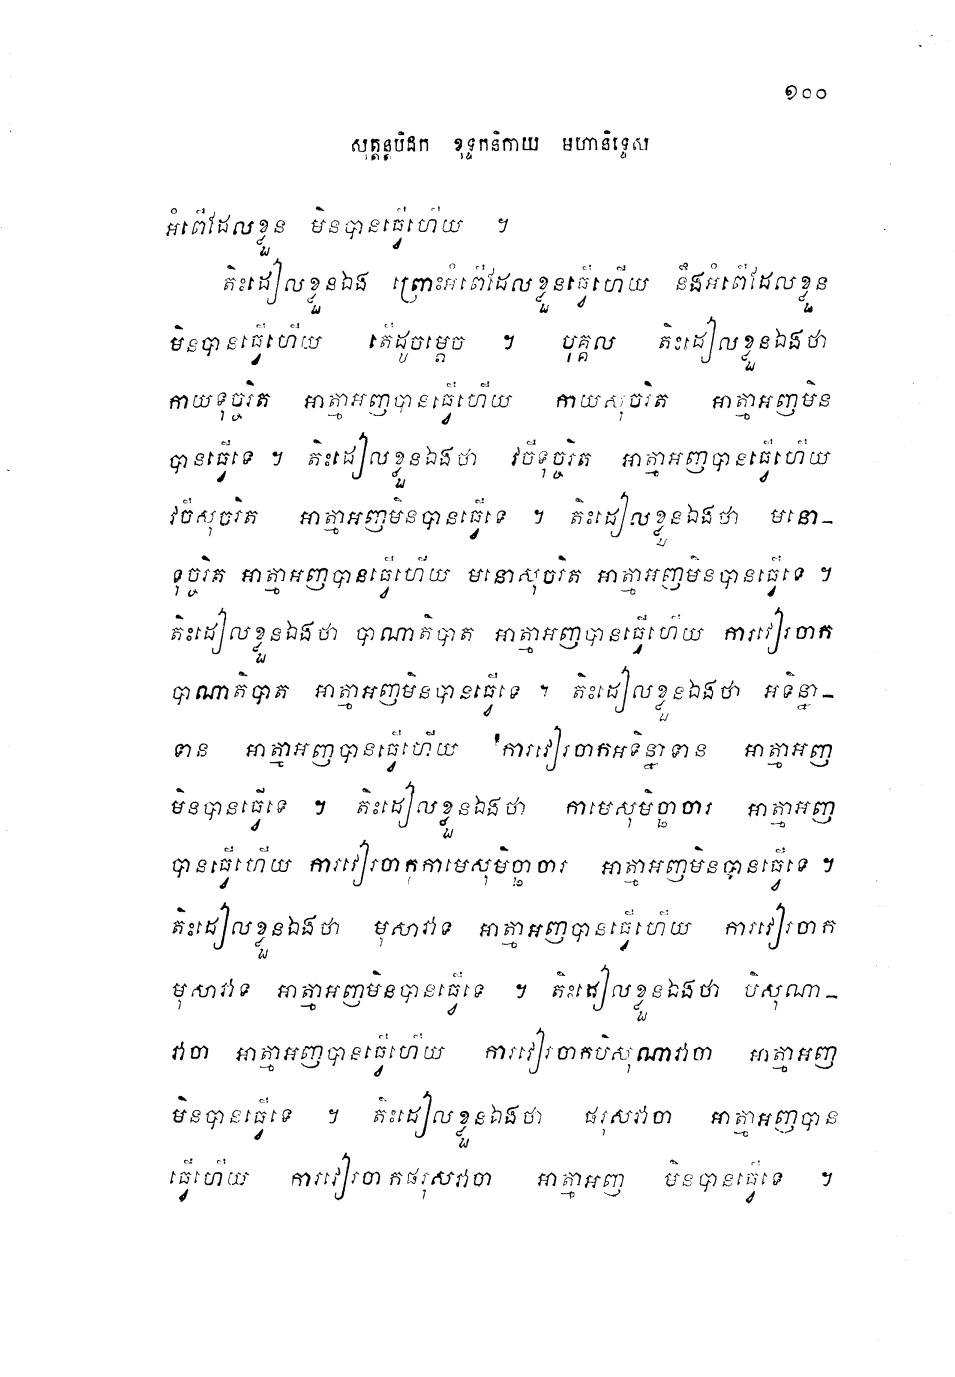 ១០០
សុត្តន្តបិដក ខុទ្ទកនិកាយ មហានិទ្ទេស
អំពើដែលខ្លួន មិនបានធ្វើហើយ ។
តិះដៀលខ្លួនឯង ព្រោះអំពើដែលខ្លួនធ្វើហើយ នឹងអំពើដែលខ្លួន
មិនបានធ្វើហើយ តើដូចម្តេច ។ បុគ្គល តិះដៀលខ្លួនឯងថា
កាយទុច្ចរិត អាត្មាអញបានធ្វើហើយ កាយសុចរិត អាត្មាអញមិន
បានធ្វើទេ ។ តិះដៀលខ្លួនឯងថា វចីទុច្ចរិត អាត្មាអញបានធ្វើហើយ
វចីសុចរិត អាត្មាអញមិនបានធ្វើទេ ។ តិះដៀលខ្លួនឯងថា មនោ-
ទុច្ចរិត អាត្មាអញបានធ្វើហើយ មនោសុចរិត អាត្មាអញមិនបានធ្វើទេ ។
តិះដៀលខ្លួនឯងថា បាណាតិបាត អាត្មាអញបានធ្វើហើយ ការវៀរចាក
បាណាតិបាត អាត្មាអញមិនបានធ្វើទេ ។ តិះដៀលខ្លួនឯងថា អទិន្នា-
ទាន អាត្មាអញបានធ្វើហើយ ការវៀរចាកអទិន្នាទាន អាត្មាអញ
មិនបានធ្វើទេ ។ តិះដៀលខ្លួនឯងថា កាមេសុមិច្ឆាចារ អាត្មាអញ
បានធ្វើហើយ ការវៀរចាកកាមេសុមិច្ឆាចារ អាត្មាអញមិនបានធ្វើទេ ។
តិះដៀលខ្លួនឯងថា មុសាវាទ អាត្មាអញបានធ្វើហើយ ការវៀរចាក
មុសាវាទ អាត្មាអញមិនបានធ្វើទេ ។ តិះដៀលខ្លួនឯងថា បិសុណា-
វាចា អាត្មាអញបានធ្វើហើយ ការវៀរចាកបិសុណាវាចា អាត្មាអញ
មិនបានធ្វើទេ ។ តិះដៀលខ្លួនឯងថា ផរុសវាចា អាត្មាអញបាន
ធ្វើហើយ ការវៀរចាកផរុសវាចា អាត្មាអញ មិនបានធ្វើទេ ។